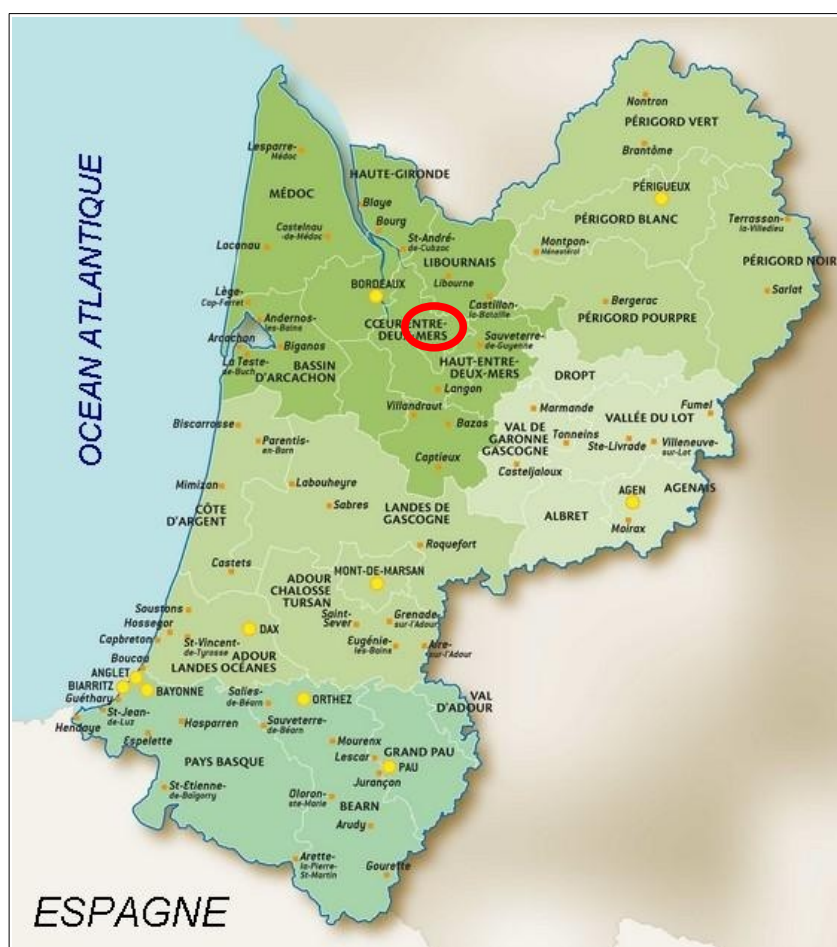 Nontron
PÉRIGORD VERT
Brantôme
Lesparre-
Médoc
HAUTE-GIRONDE
MÉDOC
PÉRIGUEUX
Blaye
Bourg
PÉRIGORD BLANC
Terrasson-
la-Villedieu
Castelnau
-de-Médoc
St-André-
de-Cubzac
Lacanau
Montpon-
Ménestérol
LIBOURNAIS
PÉRIGORD NOIR
BORDEAUX
Libourne
Lège-
Cap-Ferret
Castillon-
la-Bataille
Bergerac
Sarlat
PÉRIGORD POURPRE
Andernos-
les-Bains
CŒUR ENTRE-
DEUX-MERS
Arcachon
Biganos
Sauveterre-
de-Guyenne
La Teste-
de-Buch
BASSIN
D'ARCACHON
HAUT-ENTRE-
DEUX-MERS
DROPT
Langon
Villandraut
Marmande
Fumel
VALLÉE DU LOT
Biscarrosse
Bazas
VAL DE
GARONNE
GASCOGNE
Tonneins
Parentis-
en-Born
Ste-Livrade
Villeneuve-
sur-Lot
Captieux
Casteljaloux
Mimizan
Labouheyre
AGEN
AGENAIS
CÔTE
D'ARGENT
Sabres
LANDES DE
GASCOGNE
ALBRET
Moirax
Roquefort
Castets
MONT-DE-MARSAN
ADOUR
CHALOSSE
TURSAN
Soustons
Hossegor
Saint-
Sever
Grenade-
sur-l'Adour
DAX
Capbreton
St-Vincent-
de-Tyrosse
Eugénie-
les-Bains
Aire-
sur-l'Adour
Boucau
ADOUR
LANDES OCÉANES
ANGLET
BIARRITZ
BAYONNE
Salies-
de-Béarn
ORTHEZ
VAL
D'ADOUR
Guéthary
St-Jean-
de-Luz
Hasparren
Sauveterre-
de-Béarn
Hendaye
Espelette
Mourenx
GRAND PAU
PAYS BASQUE
Lescar
PAU
St-Etienne-
de-Baïgorry
Jurançon
Oloron-
ste-Marie
BEARN
Arudy
Arette-
la-Pierre-
St-Martin
Gourette
OCEAN ATLANTIQUE
ESPAGNE